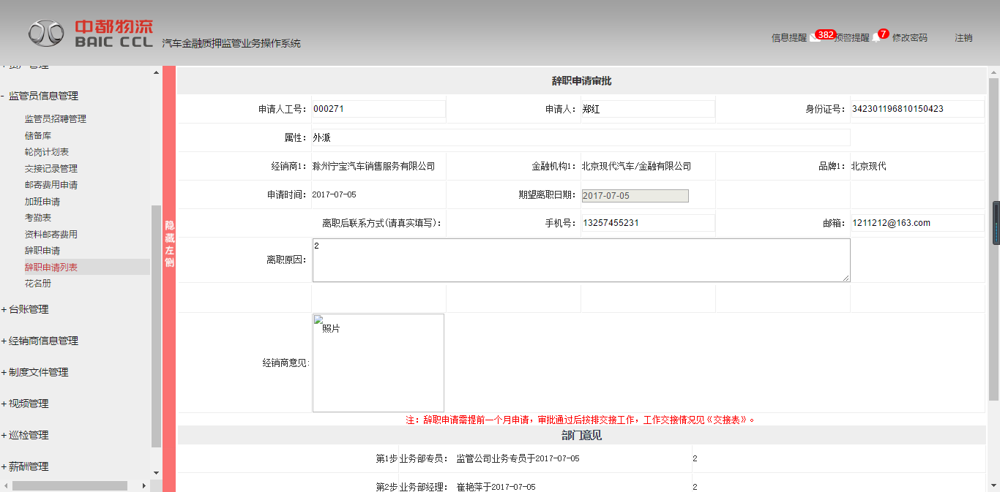 中都物流
BAIC CCL
汽车金融质押监管业务操作系统
信息提醒 382 预警提醒 7 修改密码 注销
- 监管员信息管理
监管员招聘管理
储备库
轮岗计划表
交接记录管理
邮寄费用申请
加班申请
考勤表
资料邮寄费用
辞职申请
辞职申请列表
花名册
+ 台账管理
+ 经销商信息管理
+ 制度文件管理
+ 视频管理
+ 巡检管理
+ 薪酬管理
隐藏左侧
辞职申请审批
申请人工号： 000271 申请人： 郑红 身份证号： 342301196810150423
属性： 外派
经销商1： 滁州宁宝汽车销售服务有限公司 金融机构1： 北京现代汽车/金融有限公司 品牌1： 北京现代
申请时间： 2017-07-05 期望离职日期： 2017-07-05
离职后联系方式(请真实填写)： 手机号： 13257455231 邮箱： 1211212@163.com
离职原因： 2
经销商意见: 照片
注：辞职申请需提前一个月申请，审批通过后按排交接工作，工作交接情况见《交接表》。
部门意见
第1步 业务部专员： 监管公司业务专员于2017-07-05 2
第2步 业务部经理： 崔艳萍于2017-07-05 2